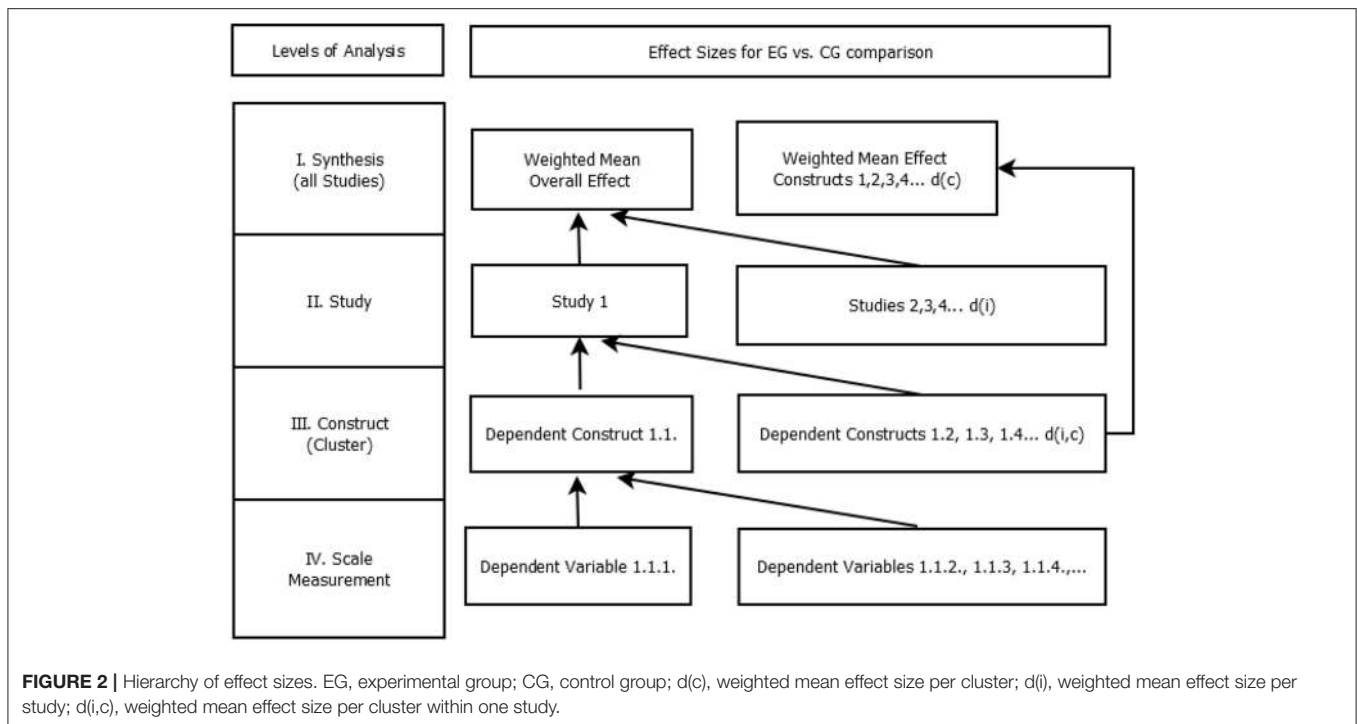 Levels of Analysis
Effect Sizes for EG vs. CG comparison
I. Synthesis
(all Studies)
Weighted Mean
Overall Effect
Weighted Mean Effect
Constructs 1,2,3,4... d(c)
II. Study
Study 1
Studies 2,3,4... d(i)
III. Construct
(Cluster)
Dependent Construct 1.1.
Dependent Constructs 1.2, 1.3, 1.4... d(i,c)
IV. Scale
Measurement
Dependent Variable 1.1.1.
Dependent Variables 1.1.2., 1.1.3, 1.1.4.,...
FIGURE 2 | Hierarchy of effect sizes. EG, experimental group; CG, control group; d(c), weighted mean effect size per cluster; d(i), weighted mean effect size per
study; d(i,c), weighted mean effect size per cluster within one study.